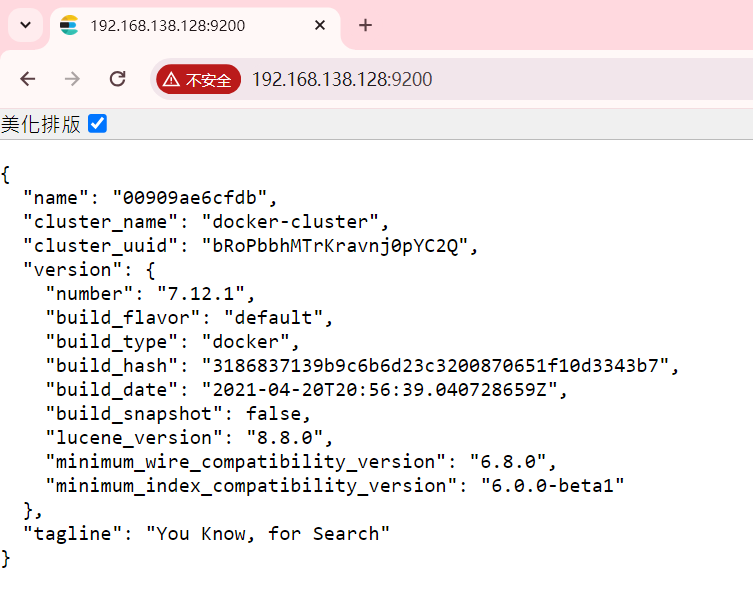 192.168.138.128:9200
不安全 192.168.138.128:9200
美化排版
{
  "name": "00909ae6cfdb",
  "cluster_name": "docker-cluster",
  "cluster_uuid": "bRoPbbhMTrKravnj0pYC2Q",
  "version": {
    "number": "7.12.1",
    "build_flavor": "default",
    "build_type": "docker",
    "build_hash": "3186837139b9c6b6d23c3200870651f10d3343b7",
    "build_date": "2021-04-20T20:56:39.040728659Z",
    "build_snapshot": false,
    "lucene_version": "8.8.0",
    "minimum_wire_compatibility_version": "6.8.0",
    "minimum_index_compatibility_version": "6.0.0-beta1"
  },
  "tagline": "You Know, for Search"
}